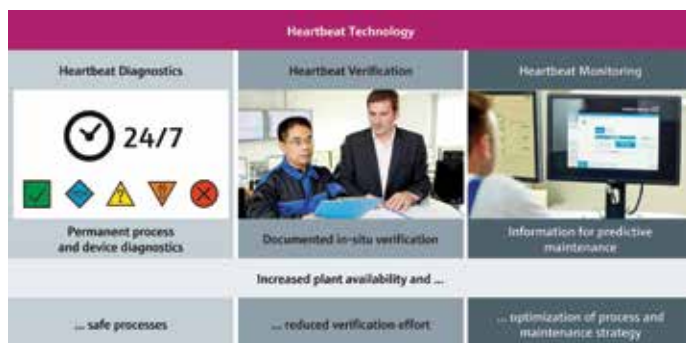 Heartbeat Technology
Heartbeat Diagnostics
24/7
Permanent process
and device diagnostics
Heartbeat Verification
Documented in-situ verification
Heartbeat Monitoring
Information for predictive
maintenance
Increased plant availability and ...
... safe processes
... reduced verification effort
... optimization of process and
maintenance strategy